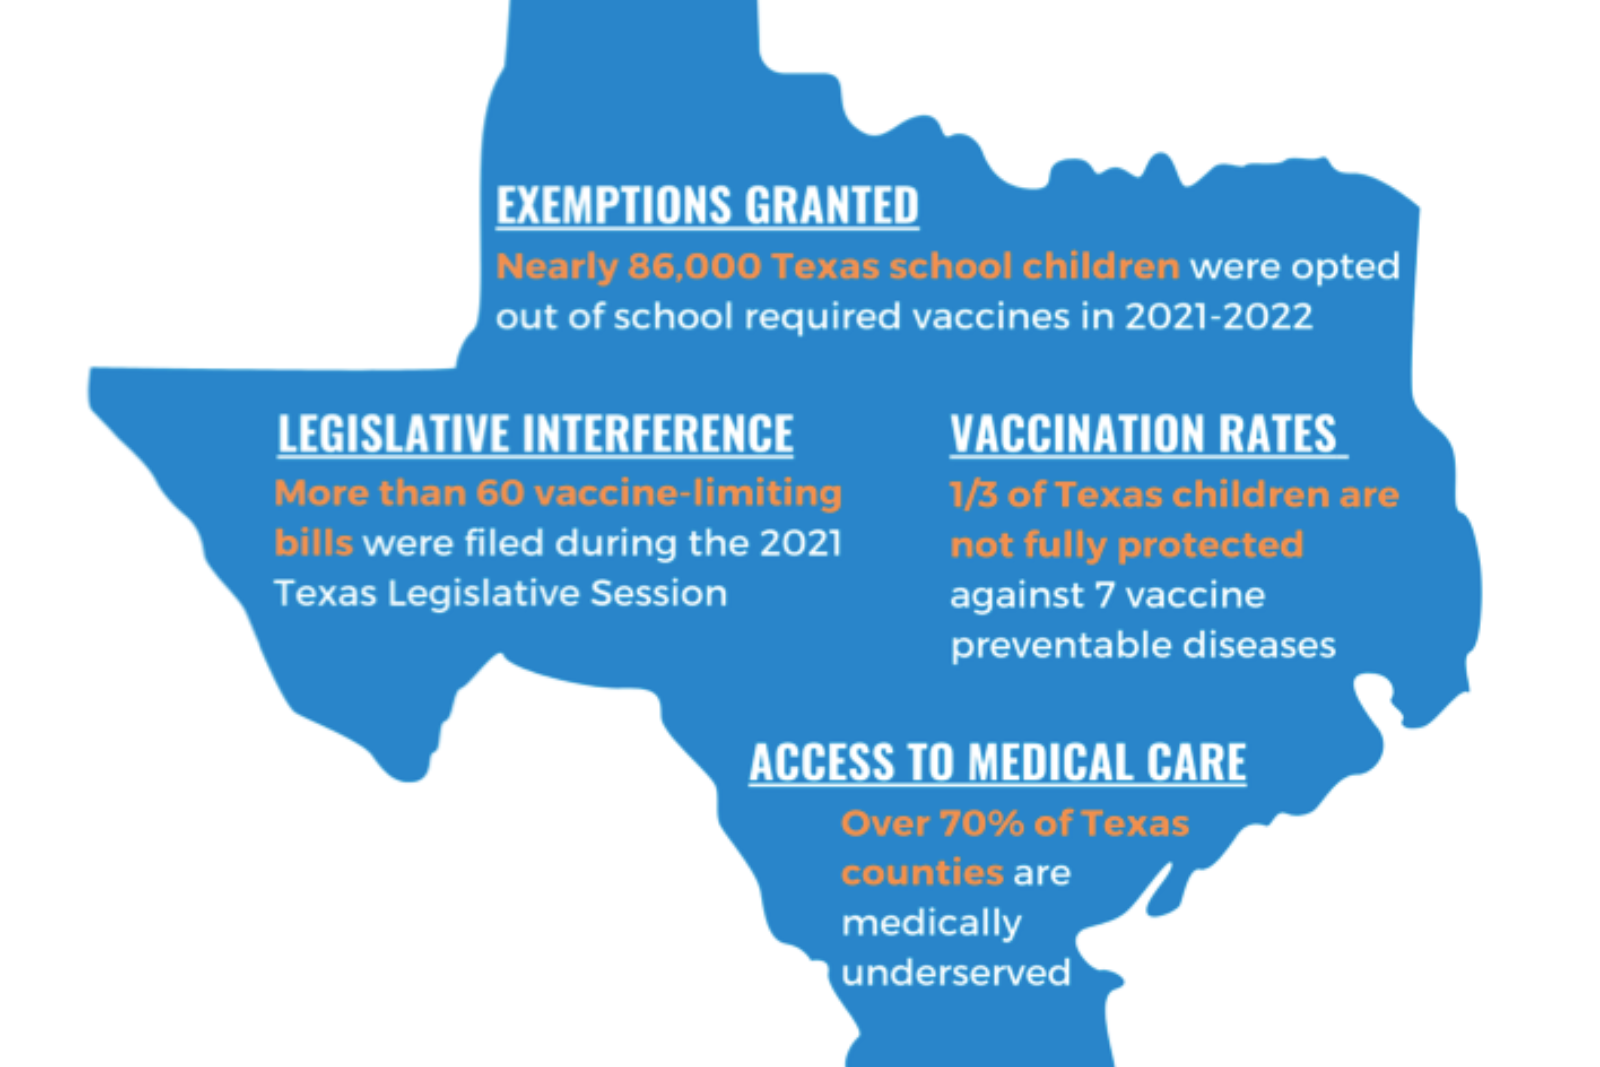 EXEMPTIONS GRANTED
Nearly 86,000 Texas school children were opted
out of school required vaccines in 2021-2022
LEGISLATIVE INTERFERENCE
More than 60 vaccine-limiting
bills were filed during the 2021
Texas Legislative Session
VACCINATION RATES
1/3 of Texas children are
not fully protected
against 7 vaccine
preventable diseases
ACCESS TO MEDICAL CARE
Over 70% of Texas
counties are
medically
underserved